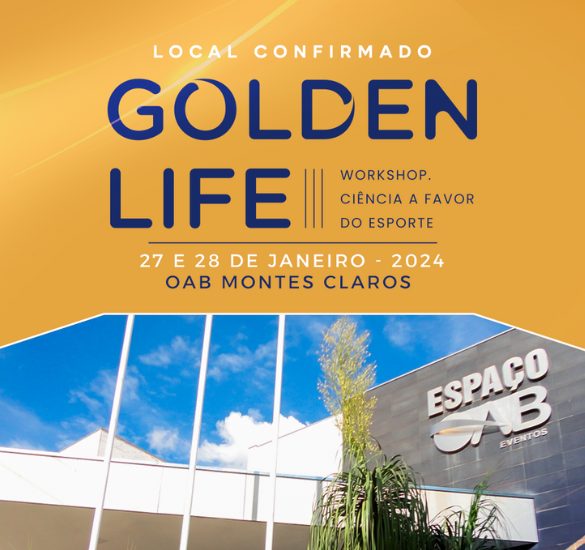 LOCAL CONFIRMADO
GOLDEN
LIFE
WORKSHOP.
CIÊNCIA A FAVOR
DO ESPORTE
27 E 28 DE JANEIRO - 2024
OAB MONTES CLAROS
ESPAÇO
OAB
EVENTOS